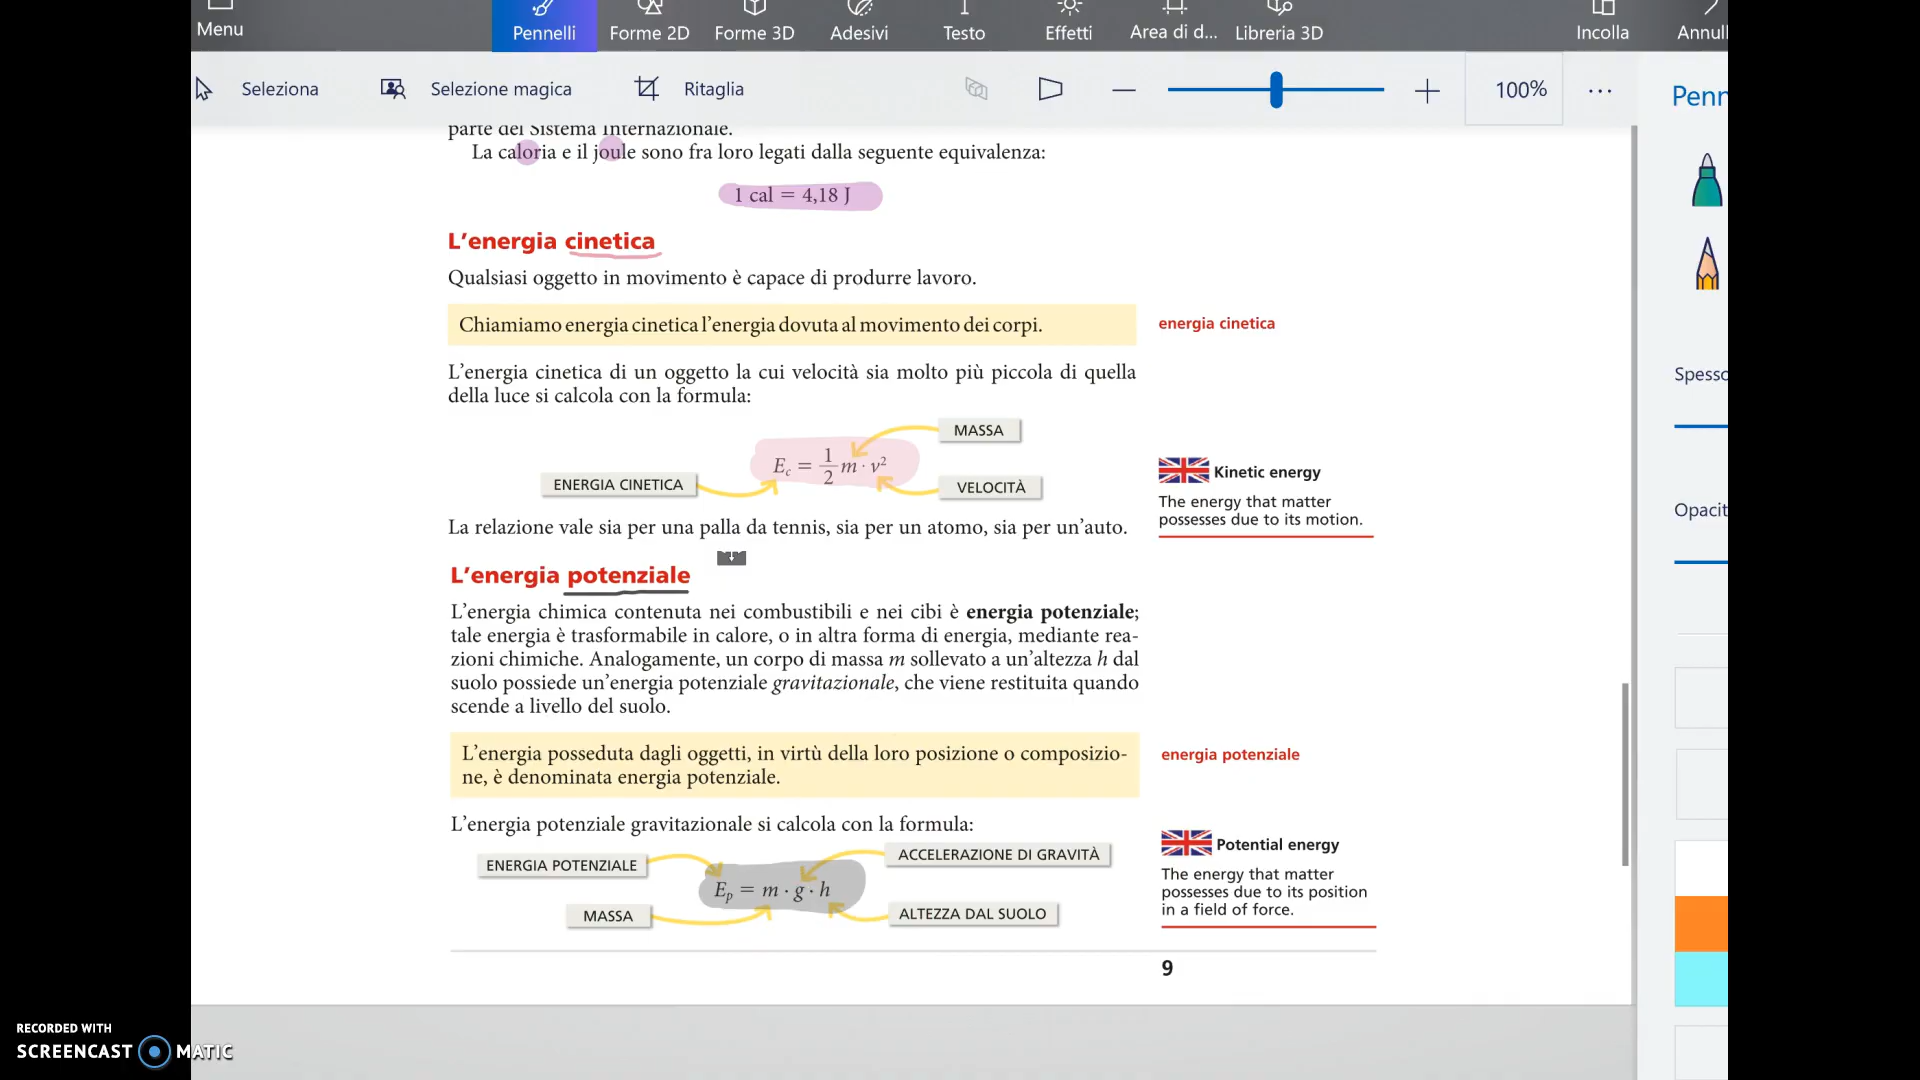 Menu
Pennelli
Forme 2D
Forme 3D
Adesivi
Testo
Effetti
Area di d...
Libreria 3D
Incolla
Annull
Seleziona
Selezione magica
Ritaglia
100%
Penn
Spesso
Opacit
parte del Sistema Internazionale.
La caloria e il joule sono fra loro legati dalla seguente equivalenza:
1 cal = 4,18 J
L'energia cinetica
Qualsiasi oggetto in movimento è capace di produrre lavoro.
Chiamiamo energia cinetica l'energia dovuta al movimento dei corpi.
energia cinetica
L'energia cinetica di un oggetto la cui velocità sia molto più piccola di quella
della luce si calcola con la formula:
MASSA
E_c = 1/2 m · v²
ENERGIA CINETICA
VELOCITÀ
Kinetic energy
The energy that matter
possesses due to its motion.
La relazione vale sia per una palla da tennis, sia per un atomo, sia per un'auto.
L'energia potenziale
L'energia chimica contenuta nei combustibili e nei cibi è energia potenziale;
tale energia è trasformabile in calore, o in altra forma di energia, mediante rea-
zioni chimiche. Analogamente, un corpo di massa m sollevato a un'altezza h dal
suolo possiede un'energia potenziale gravitazionale, che viene restituita quando
scende a livello del suolo.
L'energia posseduta dagli oggetti, in virtù della loro posizione o composizio-
ne, è denominata energia potenziale.
energia potenziale
L'energia potenziale gravitazionale si calcola con la formula:
ENERGIA POTENZIALE
ACCELERAZIONE DI GRAVITÀ
E_p = m · g · h
MASSA
ALTEZZA DAL SUOLO
Potential energy
The energy that matter
possesses due to its position
in a field of force.
9
RECORDED WITH
SCREENCAST MATIC